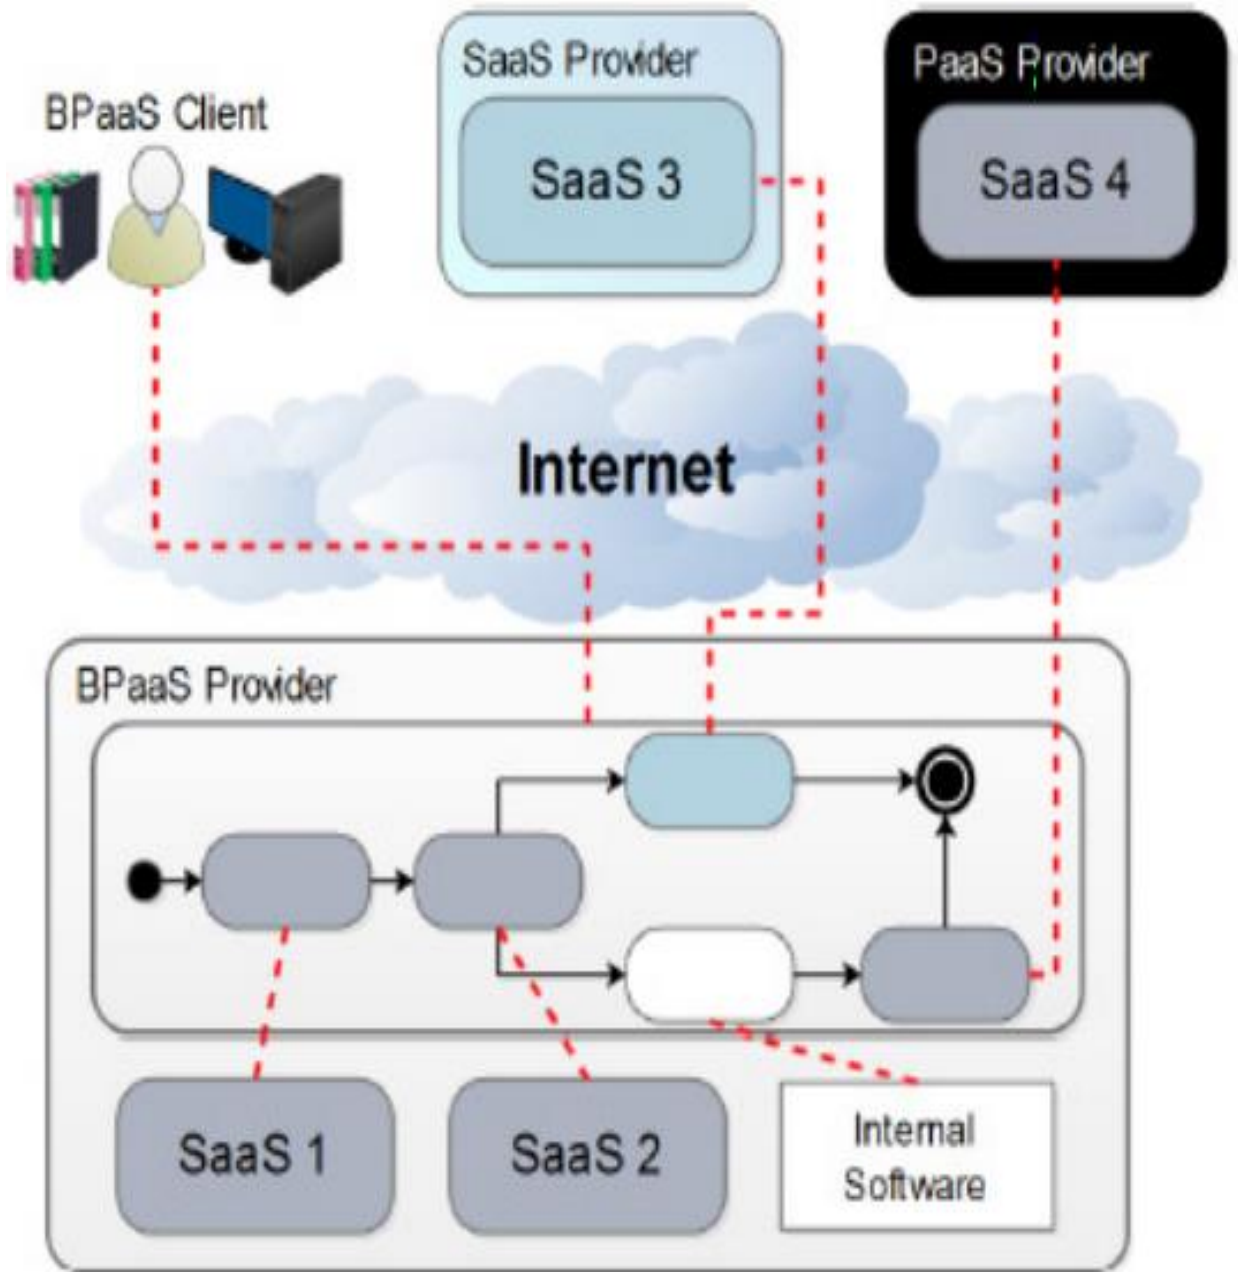 SaaS Provider
PaaS Provider
BPaaS Client
SaaS 3
SaaS 4
Internet
BPaaS Provider
SaaS 1
SaaS 2
Internal
Software